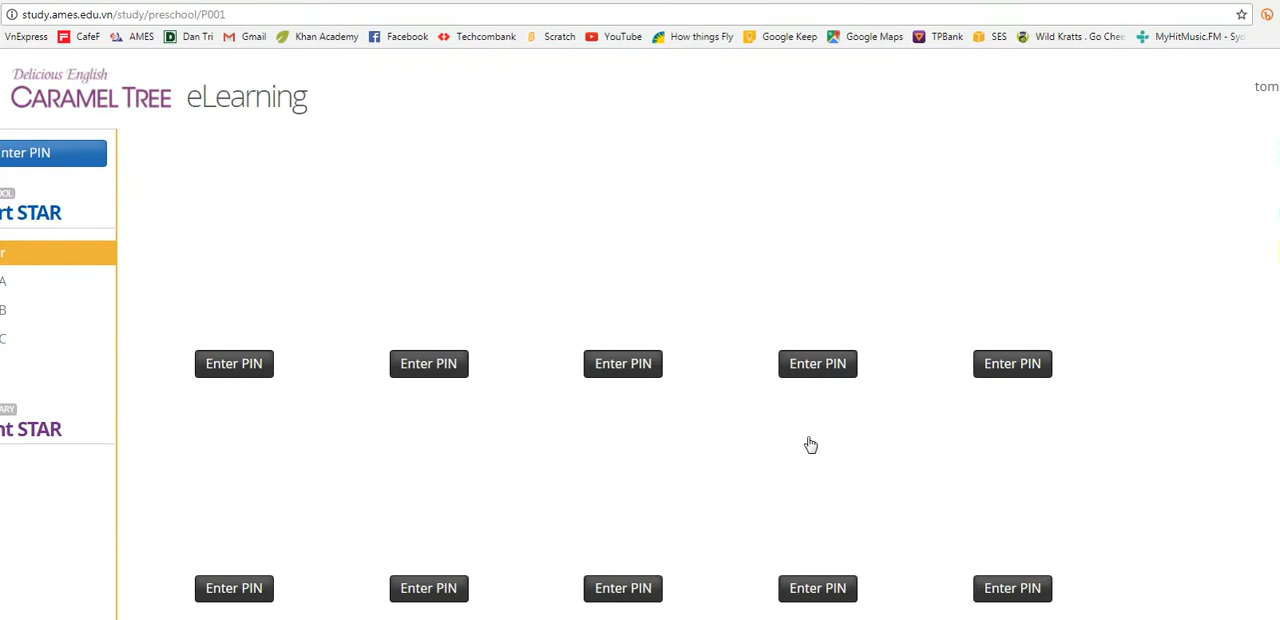 study.ames.edu.vn/study/preschool/P001
VnExpress CafeF AMES Dan Tri Gmail Khan Academy Facebook Techcombank Scratch YouTube How things Fly Google Keep Google Maps TPBank SES Wild Kratts . Go Chee MyHitMusic.FM - Syd
Delicious English
CARAMEL TREE eLearning
tom
nter PIN
OOL
rt STAR
r
A
B
C
ARY
nt STAR
Enter PIN Enter PIN Enter PIN Enter PIN Enter PIN
Enter PIN Enter PIN Enter PIN Enter PIN Enter PIN